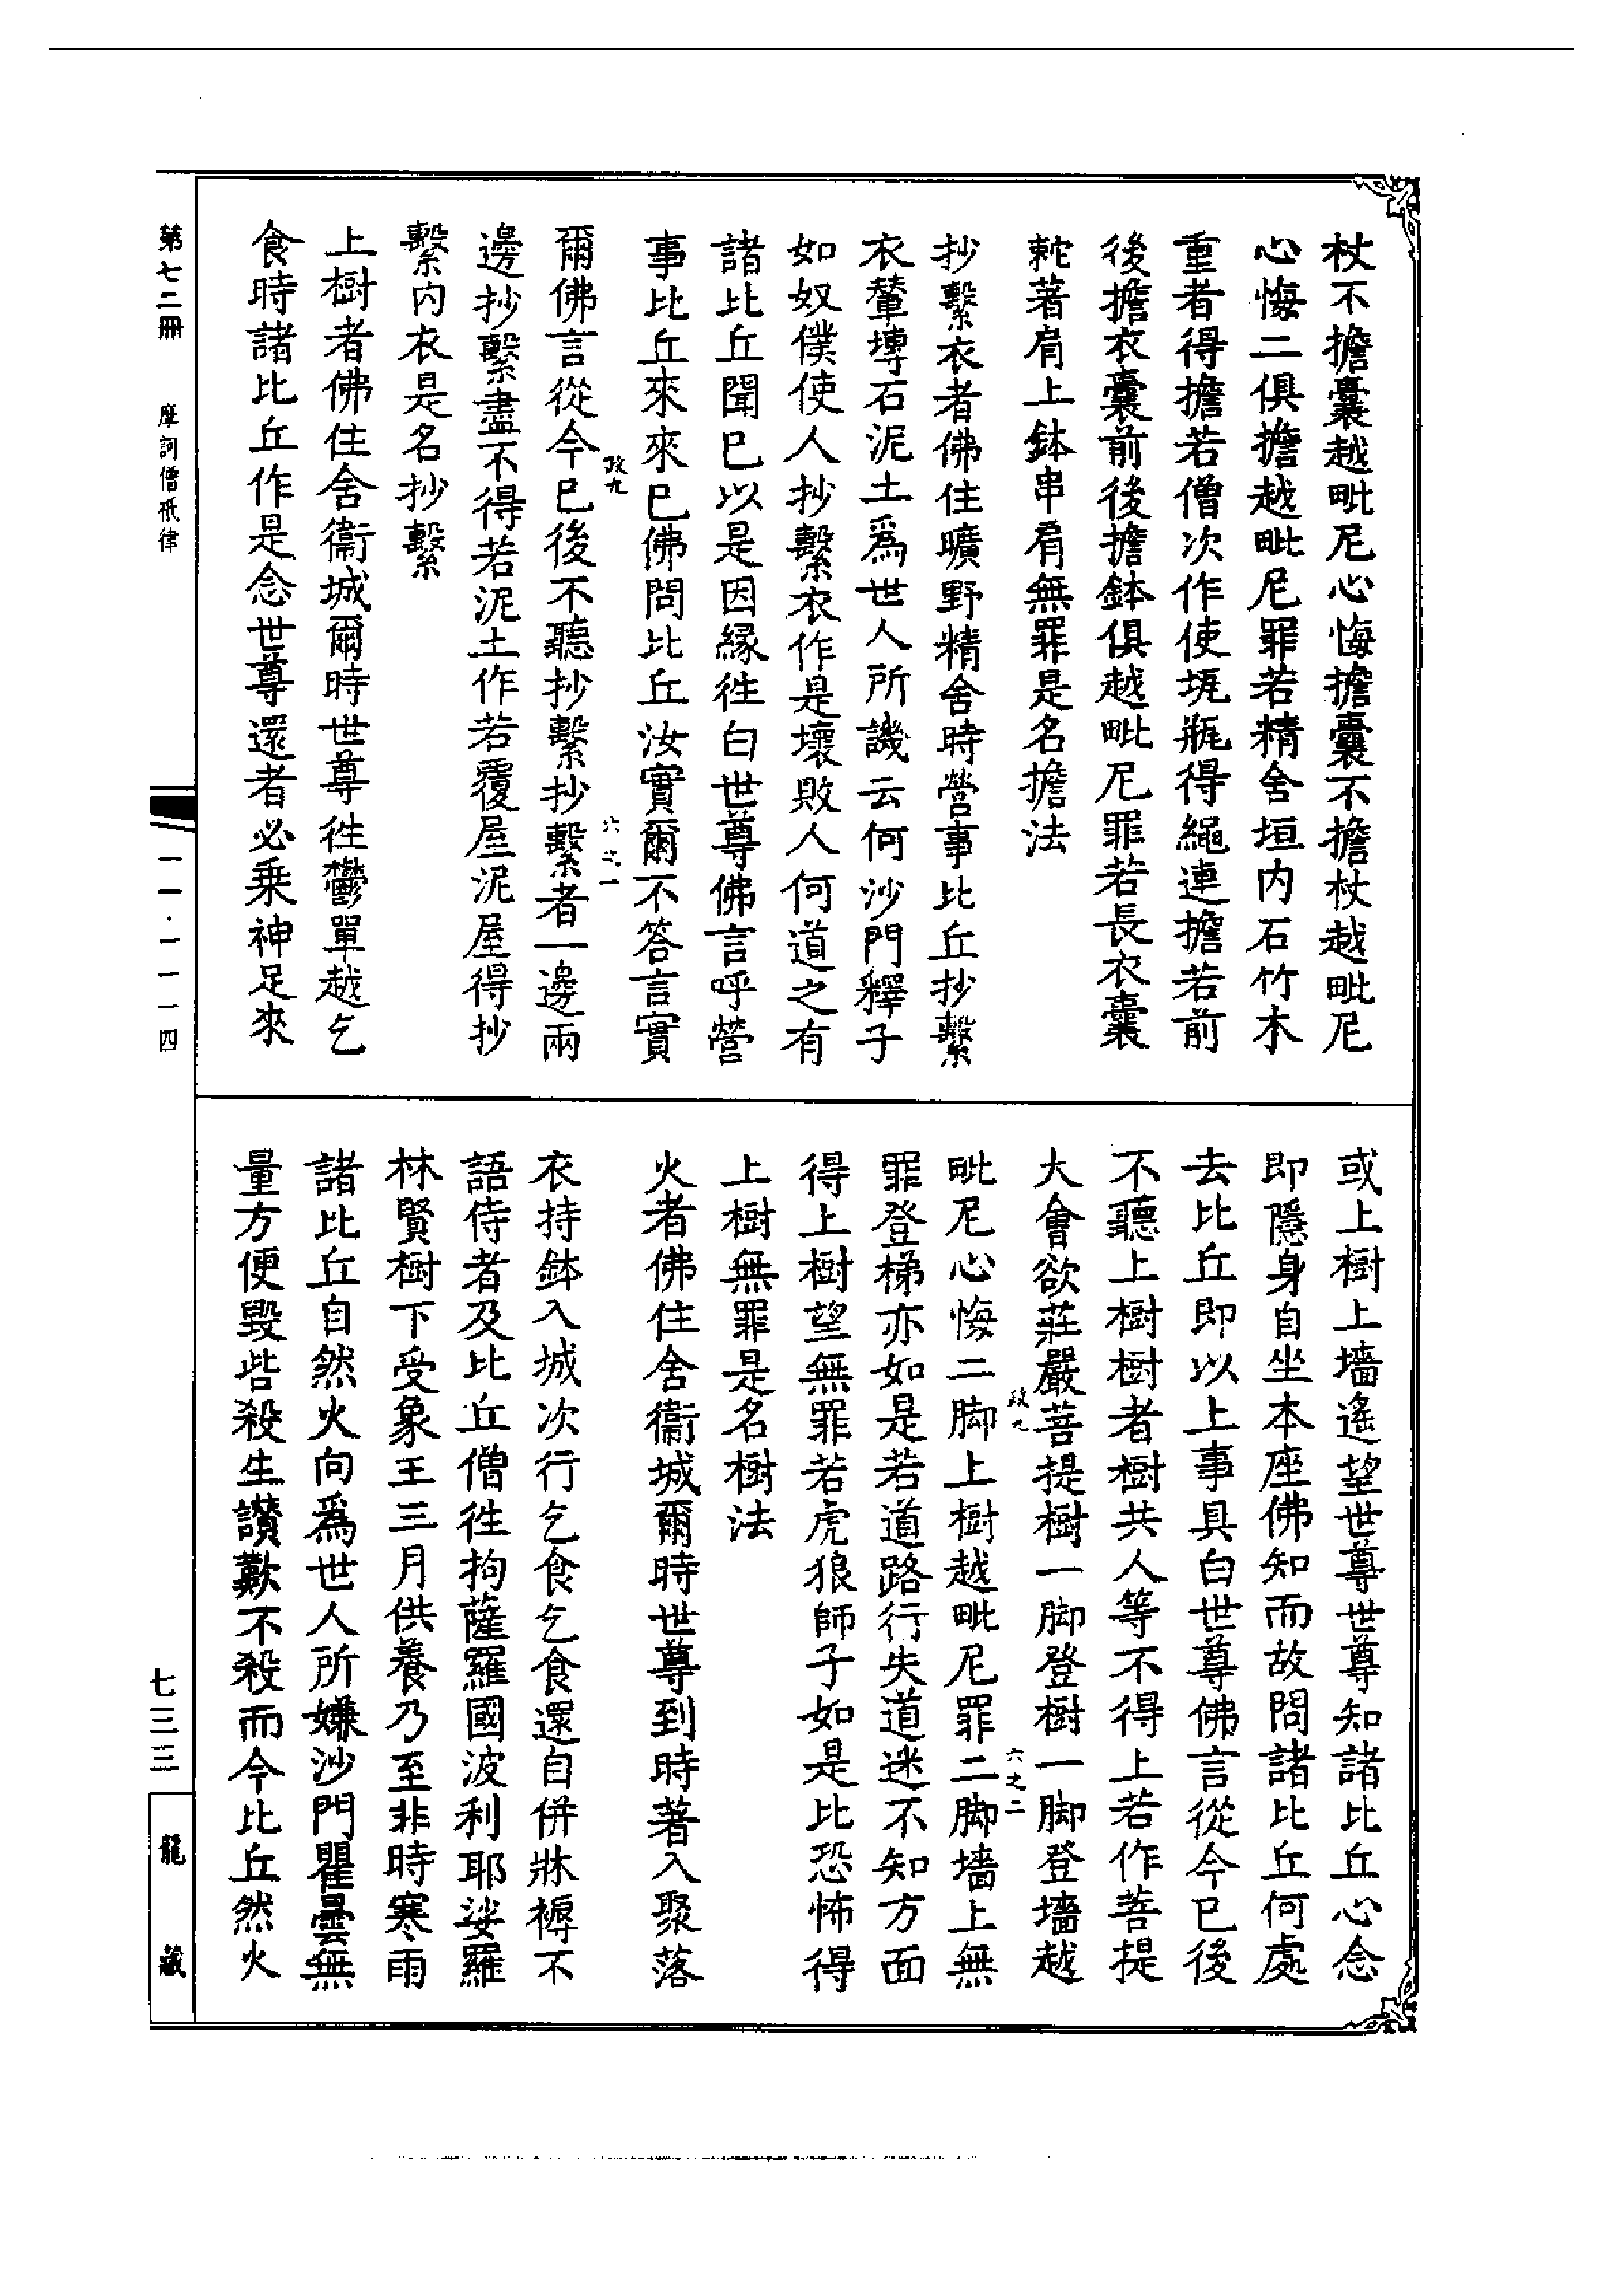 杖不擔囊越毗尼心悔擔囊不擔杖越毗尼
心悔二俱擔越毗尼罪若精舍垣内石竹木
重者得擔若僧次作使㼧瓶得繩連擔若前
後擔衣囊前後擔鉢俱越毗尼罪若長衣囊
軟著肩上鉢串肩無罪是名擔法
抄繫衣者佛住曠野精舍時營事比丘抄繫
衣輦塼石泥土爲世人所譏云何沙門釋子
如奴僕使人抄繫衣作是壞敗人何道之有
諸比丘聞已以是因緣徃白世尊佛言呼營
事比丘來來已佛問比丘汝實爾不答言實
爾佛言從今已後不聽抄繫抄繫者一邊兩
邊抄繫盡不得若泥土作若覆屋泥屋得抄
繫内衣是名抄繫
上樹者佛住舍衞城爾時世尊徃鬱單越乞
食時諸比丘作是念世尊還者必乗神足來
政九
六之一
或上樹上墻遙望世尊世尊知諸比丘心念
即隱身自坐本座佛知而故問諸比丘何處
去比丘即以上事具白世尊佛言從今已後
不聽上樹樹者樹共人等不得上若作菩提
大會欲莊嚴菩提樹一脚登樹一脚登墻越
毗尼心悔二脚上樹越毗尼罪二脚墻上無
罪登梯亦如是若道路行失道迷不知方面
得上樹望無罪若虎狼師子如是比恐怖得
上樹無罪是名樹法
火者佛住舍衞城爾時世尊到時著入聚落
衣持鉢入城次行乞食乞食還自併牀褥不
語侍者及比丘僧徃拘薩羅國波利耶娑羅
林賢樹下受象王三月供養乃至非時寒雨
諸比丘自然火向爲世人所嫌沙門瞿曇無
量方便毀呰殺生讚歎不殺而今比丘然火
政九
六之二
第七二冊
摩訶僧祇律
一一·一一一四
七三三
龍藏